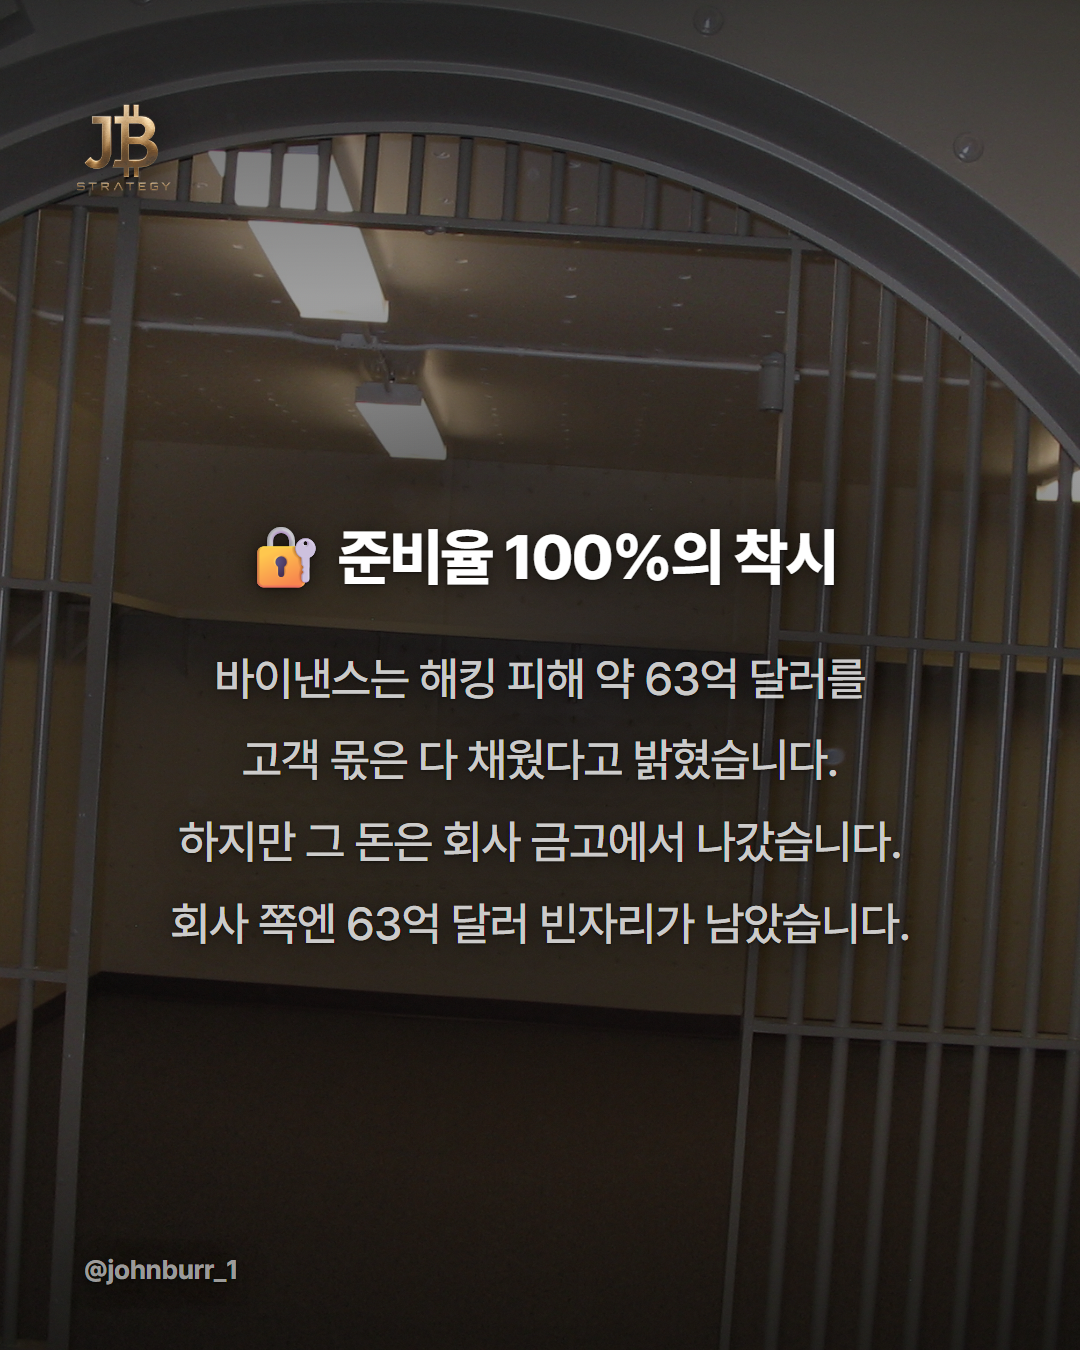 JB
STRATEGY
🔐 준비율 100%의 착시
바이낸스는 해킹 피해 약 63억 달러를
고객 몫은 다 채웠다고 밝혔습니다.
하지만 그 돈은 회사 금고에서 나갔습니다.
회사 쪽엔 63억 달러 빈자리가 남았습니다.
@johnburr_1